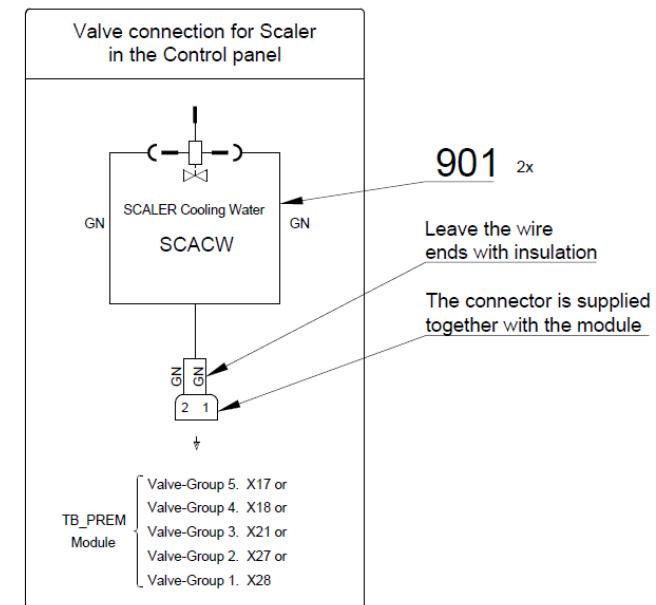 Valve connection for Scaler
in the Control panel
901 2x
SCALER Cooling Water
GN
GN
SCACW
Leave the wire
ends with insulation
The connector is supplied
together with the module
GN
GN
2 1
TB_PREM
Module
Valve-Group 5. X17 or
Valve-Group 4. X18 or
Valve-Group 3. X21 or
Valve-Group 2. X27 or
Valve-Group 1. X28